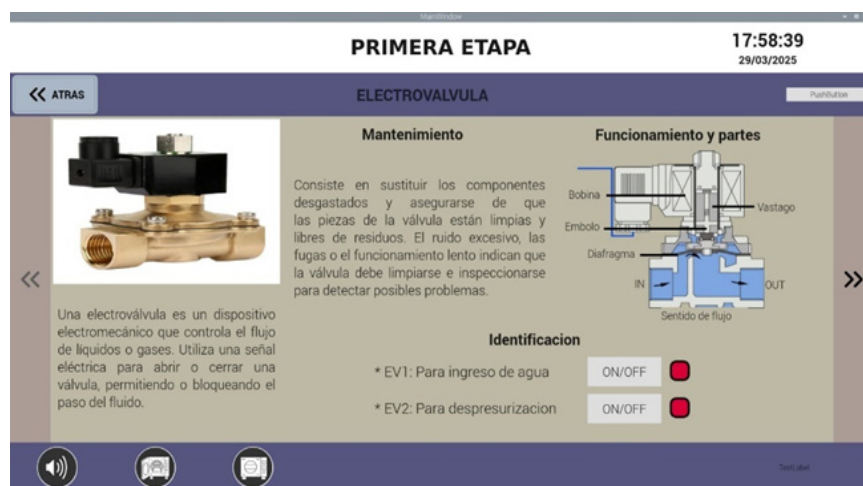 MainWindow
PRIMERA ETAPA
17:58:39
29/03/2025
ATRAS
ELECTROVALVULA
PushButton
Una electroválvula es un dispositivo
electromecánico que controla el flujo
de líquidos o gases. Utiliza una señal
eléctrica para abrir o cerrar una
válvula, permitiendo o bloqueando el
paso del fluido.
Mantenimiento
Consiste en sustituir los componentes
desgastados y asegurarse de que
las piezas de la válvula están limpias y
libres de residuos. El ruido excesivo, las
fugas o el funcionamiento lento indican que
la válvula debe limpiarse e inspeccionarse
para detectar posibles problemas.
Funcionamiento y partes
Bobina
Vastago
Embolo
Diafragma
IN
OUT
Sentido de flujo
Identificacion
* EV1: Para ingreso de agua
ON/OFF
* EV2: Para despresurizacion
ON/OFF
TextLabel